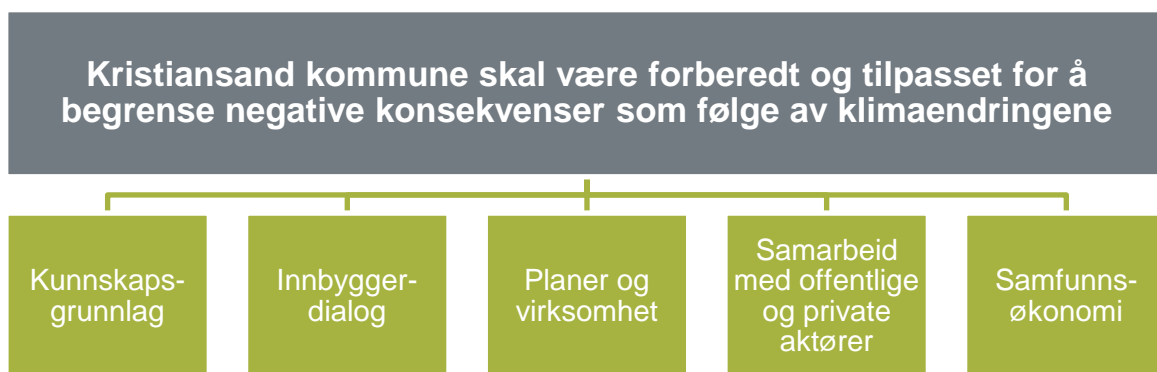 Kristiansand kommune skal være forberedt og tilpasset for å
begrense negative konsekvenser som følge av klimaendringene
Kunnskaps-
grunnlag
Innbygger-
dialog
Planer og
virksomhet
Samarbeid
med offentlige
og private
aktører
Samfunns-
økonomi